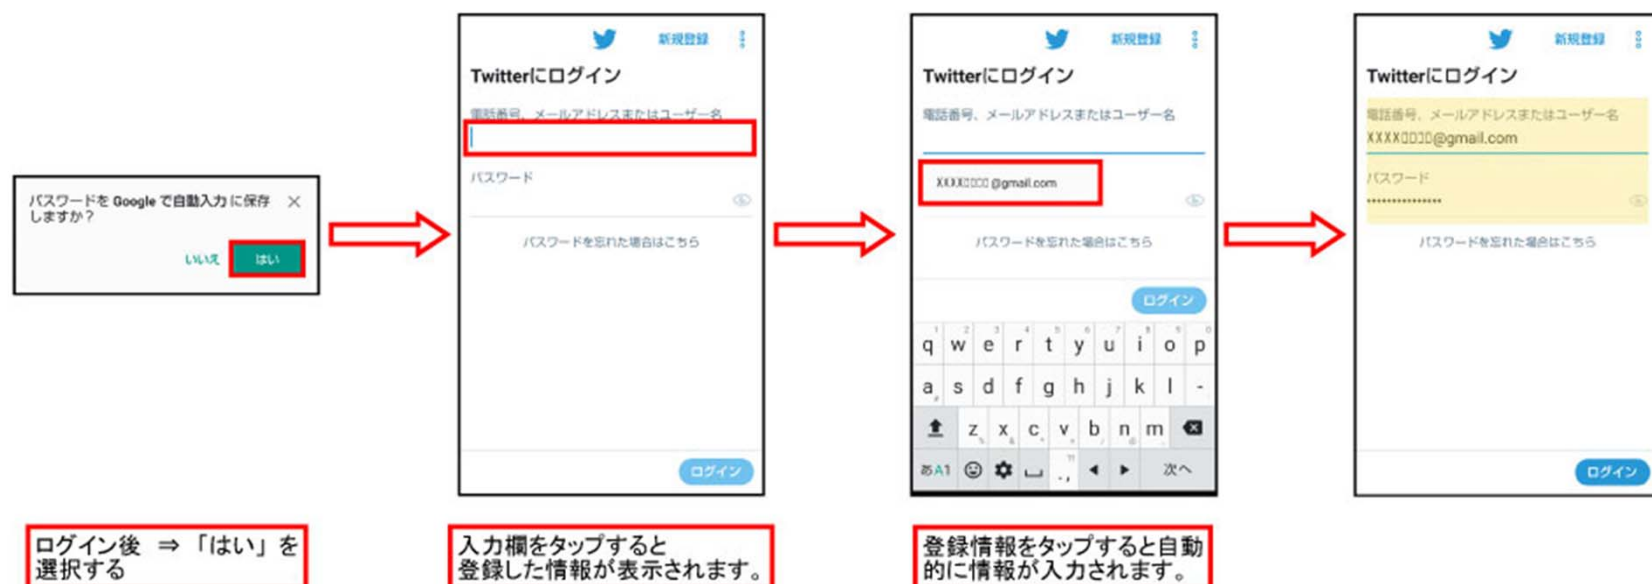 パスワードを Google で自動入力 に保存
しますか?
いいえ
はい
新規登録
Twitterにログイン
電話番号、メールアドレスまたはユーザー名
パスワード
パスワードを忘れた場合はこちら
ログイン
新規登録
Twitterにログイン
電話番号、メールアドレスまたはユーザー名
XXXX▯▯▯▯@gmail.com
パスワードを忘れた場合はこちら
ログイン
q w e r t y u i o p
a s d f g h j k l -
z x c v b n m
あA1 . , 次へ
新規登録
Twitterにログイン
電話番号、メールアドレスまたはユーザー名
XXXX▯▯▯▯@gmail.com
パスワード
•••••••••••••••
パスワードを忘れた場合はこちら
ログイン
ログイン後 ⇒ 「はい」を
選択する
入力欄をタップすると
登録した情報が表示されます。
登録情報をタップすると自動
的に情報が入力されます。